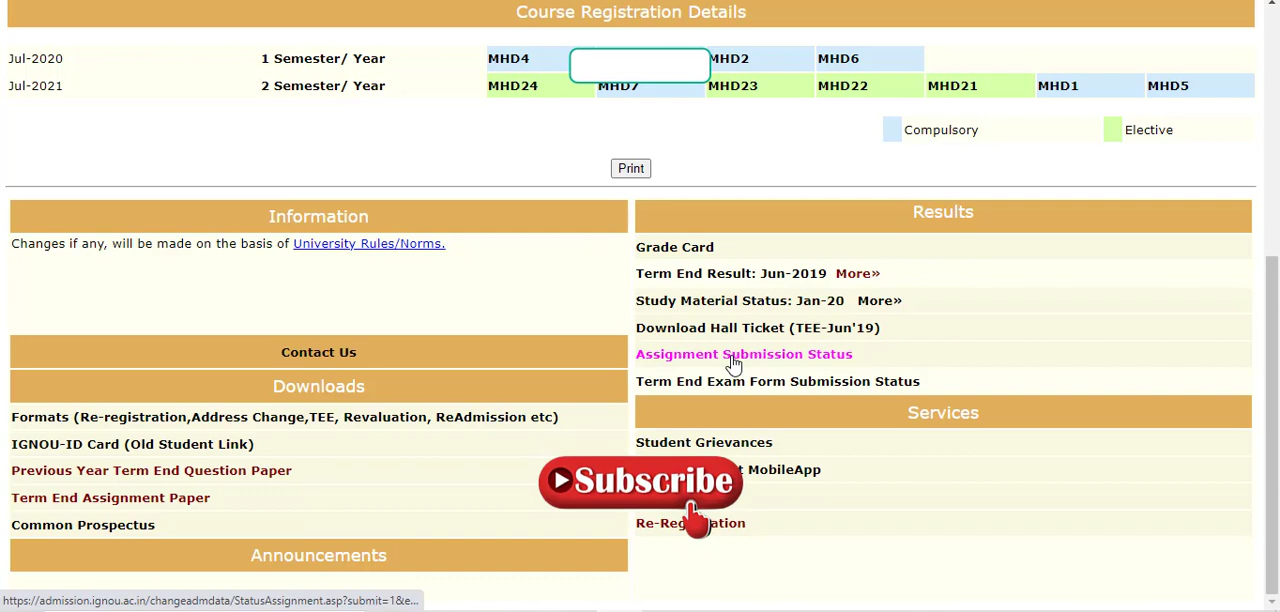 Course Registration Details
Jul-2020 1 Semester/ Year MHD4 MHD2 MHD6
Jul-2021 2 Semester/ Year MHD24 MHD7 MHD23 MHD22 MHD21 MHD1 MHD5
Compulsory Elective
Print
Information
Changes if any, will be made on the basis of University Rules/Norms.
Contact Us
Downloads
Formats (Re-registration,Address Change,TEE, Revaluation, ReAdmission etc)
IGNOU-ID Card (Old Student Link)
Previous Year Term End Question Paper
Term End Assignment Paper
Common Prospectus
Announcements
Results
Grade Card
Term End Result: Jun-2019 More»
Study Material Status: Jan-20 More»
Download Hall Ticket (TEE-Jun'19)
Assignment Submission Status
Term End Exam Form Submission Status
Services
Student Grievances
MobileApp
Subscribe
https://admission.ignou.ac.in/changeadmdata/StatusAssignment.asp?submit=1&e...